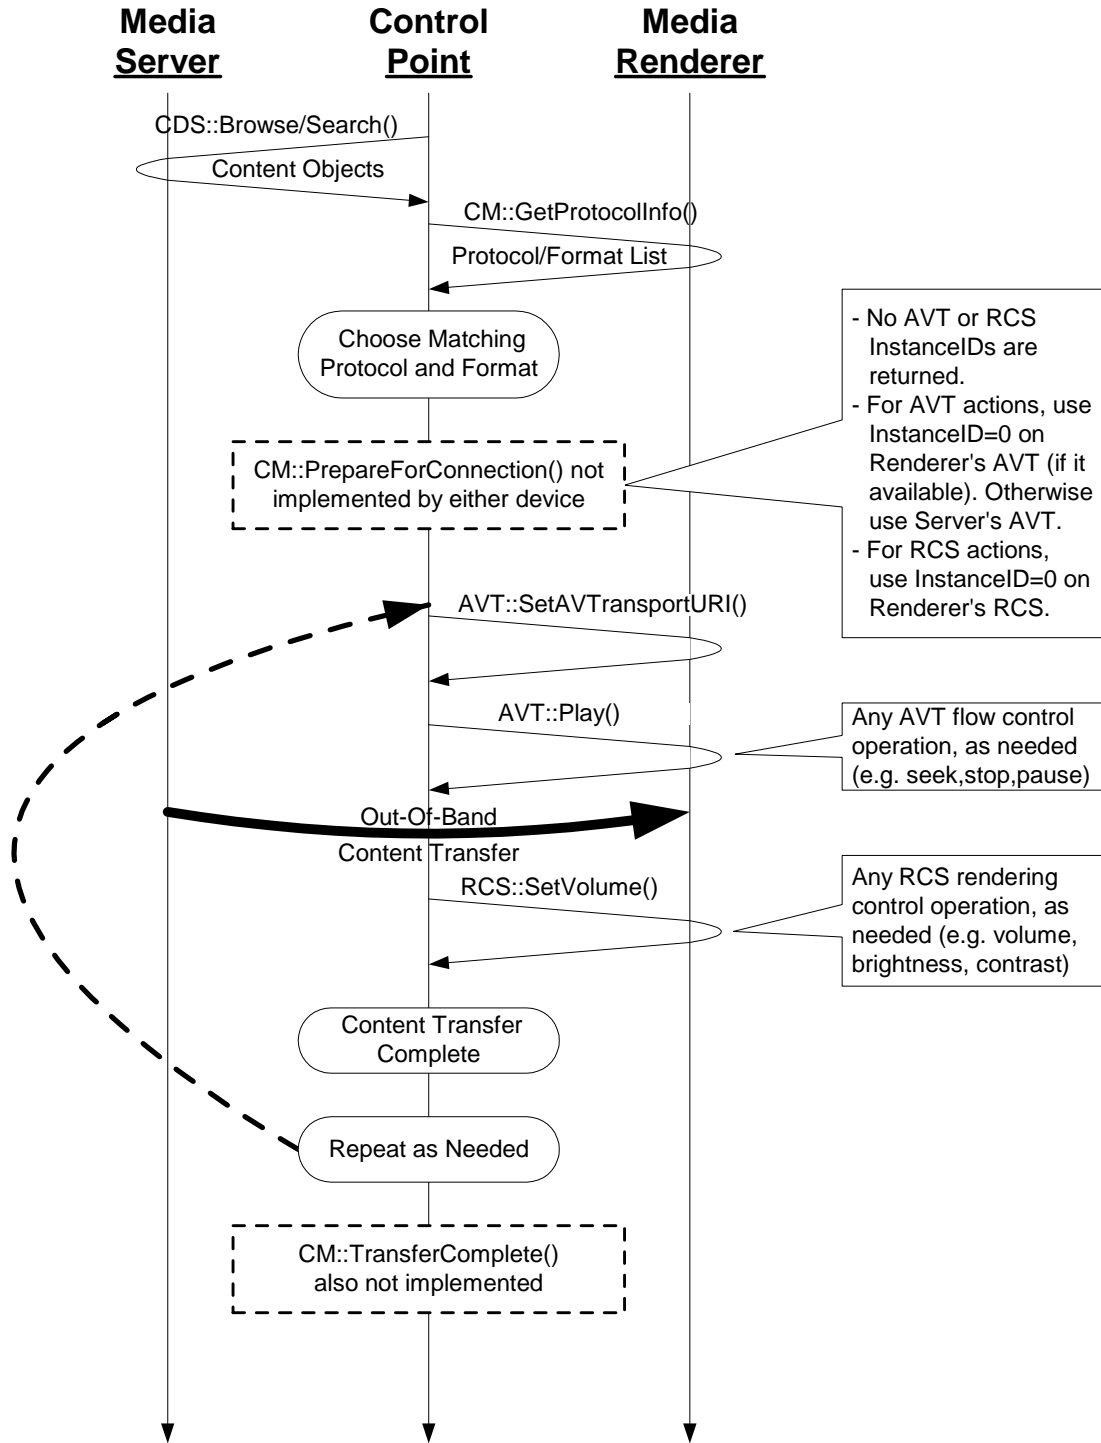 Media
Server
Control
Point
Media
Renderer
CDS::Browse/Search()
Content Objects
CM::GetProtocolInfo()
Protocol/Format List
Choose Matching
Protocol and Format
- No AVT or RCS
InstanceIDs are
returned.
- For AVT actions, use
InstanceID=0 on
Renderer's AVT (if it
available). Otherwise
use Server's AVT.
- For RCS actions,
use InstanceID=0 on
Renderer's RCS.
CM::PrepareForConnection() not
implemented by either device
AVT::SetAVTransportURI()
AVT::Play()
Any AVT flow control
operation, as needed
(e.g. seek,stop,pause)
Out-Of-Band
Content Transfer
RCS::SetVolume()
Any RCS rendering
control operation, as
needed (e.g. volume,
brightness, contrast)
Content Transfer
Complete
Repeat as Needed
CM::TransferComplete()
also not implemented